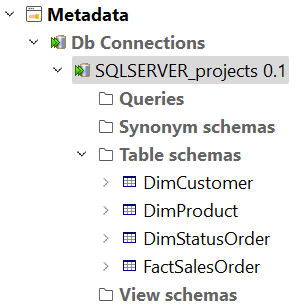 Metadata
Db Connections
SQLSERVER_projects 0.1
Queries
Synonym schemas
Table schemas
DimCustomer
DimProduct
DimStatusOrder
FactSalesOrder
View schemas